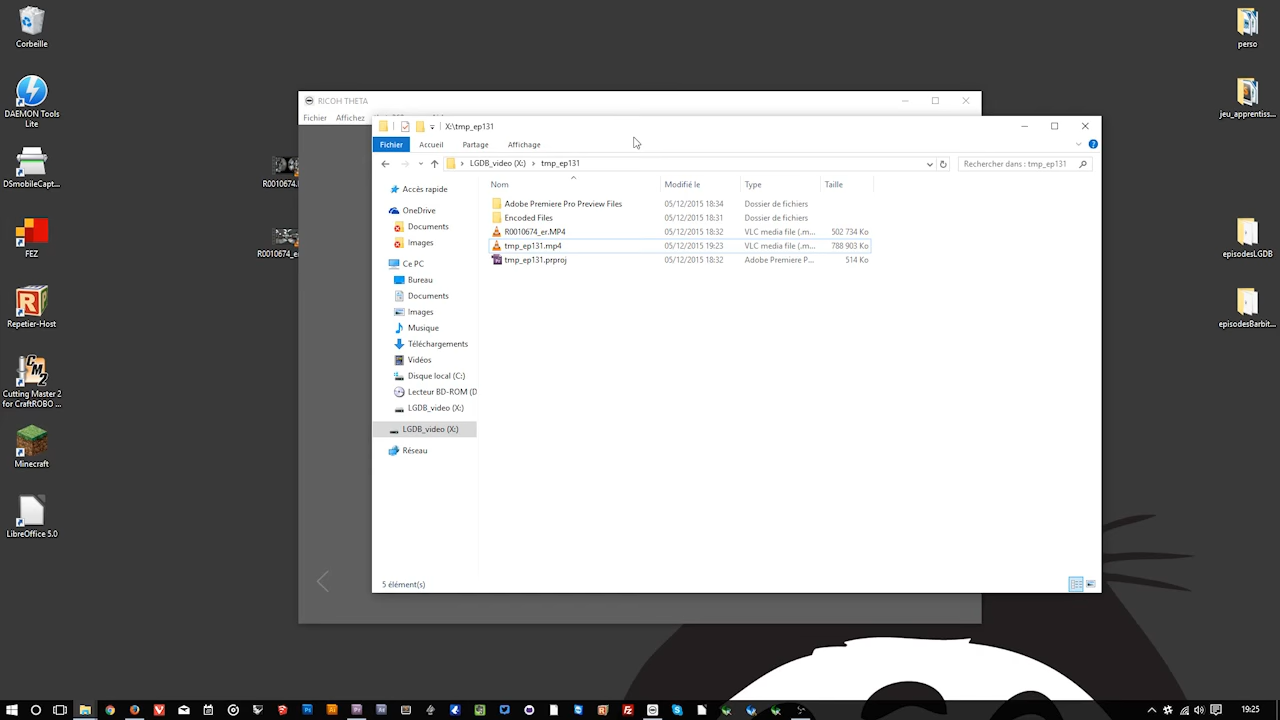 Corbeille
perso
RICOH THETA
DAEMON Tools
Lite
Fichier
Affichez
X:\tmp_ep131
jeu_apprentis...
Fichier
Accueil
Partage
Affichage
LGDB_video (X:)
tmp_ep131
Rechercher dans : tmp_ep131
Nom
Modifié le
Type
Taille
DSmobileCapt...
R0010674.
Accès rapide
OneDrive
Documents
Images
Ce PC
Bureau
Documents
Images
Musique
Téléchargements
Vidéos
Disque local (C:)
Lecteur BD-ROM (D
LGDB_video (X:)
LGDB_video (X:)
Réseau
Adobe Premiere Pro Preview Files 05/12/2015 18:34 Dossier de fichiers
Encoded Files 05/12/2015 18:31 Dossier de fichiers
R0010674_er.MP4 05/12/2015 18:32 VLC media file (.m... 502 734 Ko
tmp_ep131.mp4 05/12/2015 19:23 VLC media file (.m... 788 903 Ko
tmp_ep131.prproj 05/12/2015 18:32 Adobe Premiere P... 514 Ko
FEZ
R0010674_e
episodesLGDB
Repetier-Host
episodesBarbit...
Cutting Master 2
for CraftROBO ...
Minecraft
LibreOffice 5.0
5 élément(s)
19:25